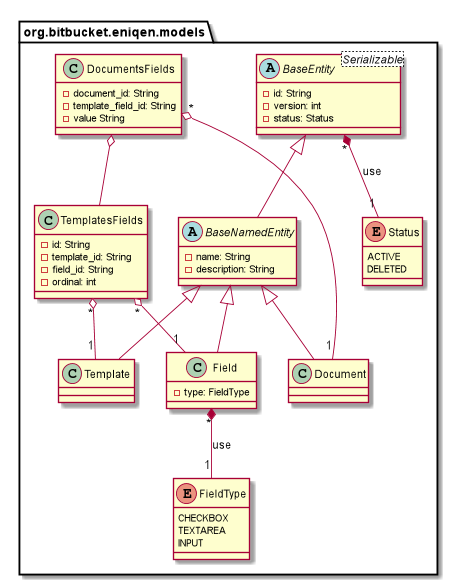 org.bitbucket.eniqen.models
C DocumentsFields
document_id: String
template_field_id: String
value String
Serializable
A BaseEntity
id: String
version: int
status: Status
*
*
use
1
C TemplatesFields
id: String
template_id: String
field_id: String
ordinal: int
A BaseNamedEntity
name: String
description: String
E Status
ACTIVE
DELETED
*
*
1
1
1
C Template
C Field
type: FieldType
C Document
*
use
1
E FieldType
CHECKBOX
TEXTAREA
INPUT